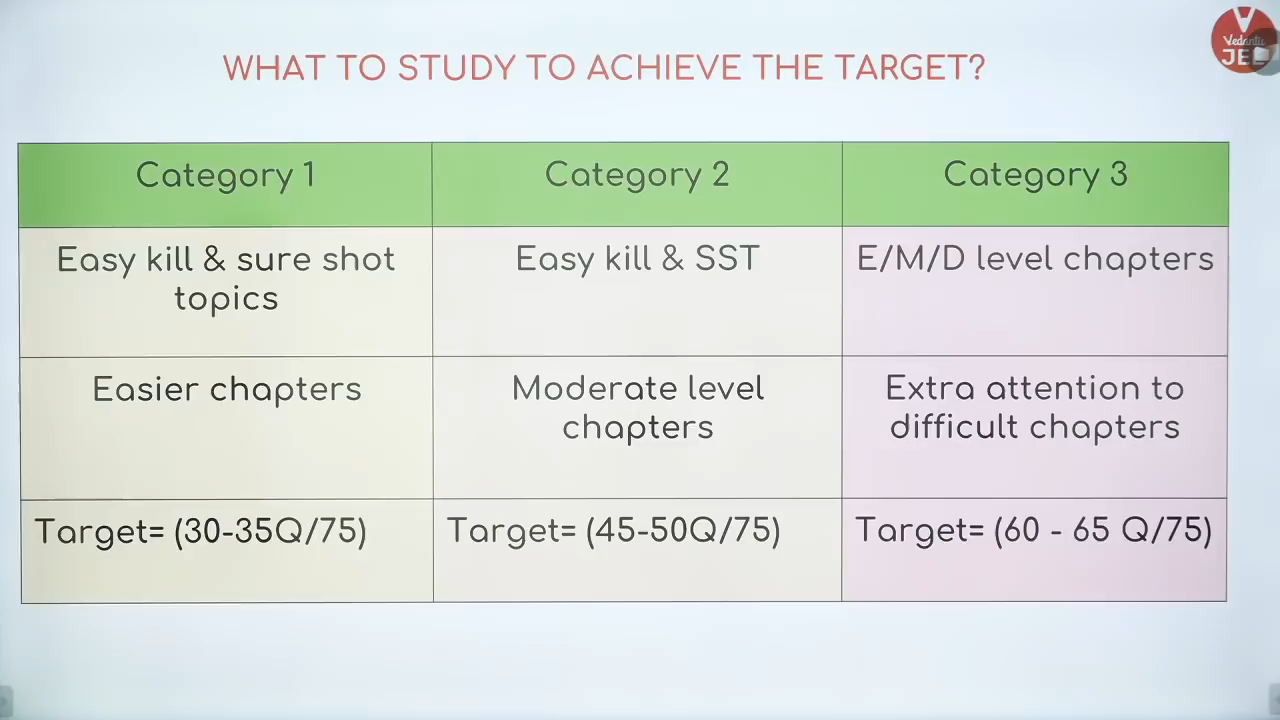 WHAT TO STUDY TO ACHIEVE THE TARGET?
Vedantu
JEE
Category 1
Category 2
Category 3
Easy kill & sure shot
topics
Easy kill & SST
E/M/D level chapters
Easier chapters
Moderate level
chapters
Extra attention to
difficult chapters
Target= (30-35Q/75)
Target= (45-50Q/75)
Target= (60 - 65 Q/75)